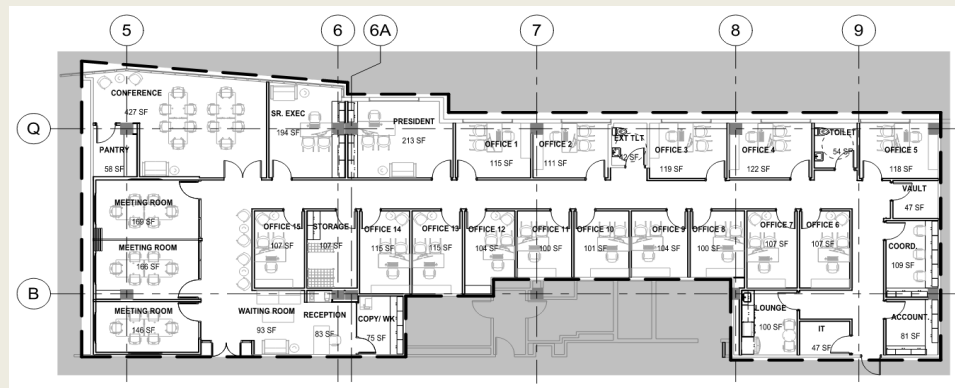 5
6
6A
7
8
9
Q
B
CONFERENCE
427 SF
PANTRY
58 SF
SR. EXEC
194 SF
PRESIDENT
213 SF
OFFICE 1
115 SF
OFFICE 2
111 SF
EXT TLT.
OFFICE 3
119 SF
OFFICE 4
122 SF
TOILET
54 SF
OFFICE 5
118 SF
VAULT
47 SF
MEETING ROOM
169 SF
MEETING ROOM
166 SF
MEETING ROOM
146 SF
OFFICE 15
107 SF
STORAGE
107 SF
OFFICE 14
115 SF
OFFICE 13
115 SF
OFFICE 12
104 SF
OFFICE 11
100 SF
OFFICE 10
101 SF
OFFICE 9
104 SF
OFFICE 8
100 SF
OFFICE 7
107 SF
OFFICE 6
107 SF
COORD.
109 SF
WAITING ROOM
93 SF
RECEPTION
83 SF
COPY/ WK
75 SF
LOUNGE
100 SF
IT
47 SF
ACCOUNT.
81 SF